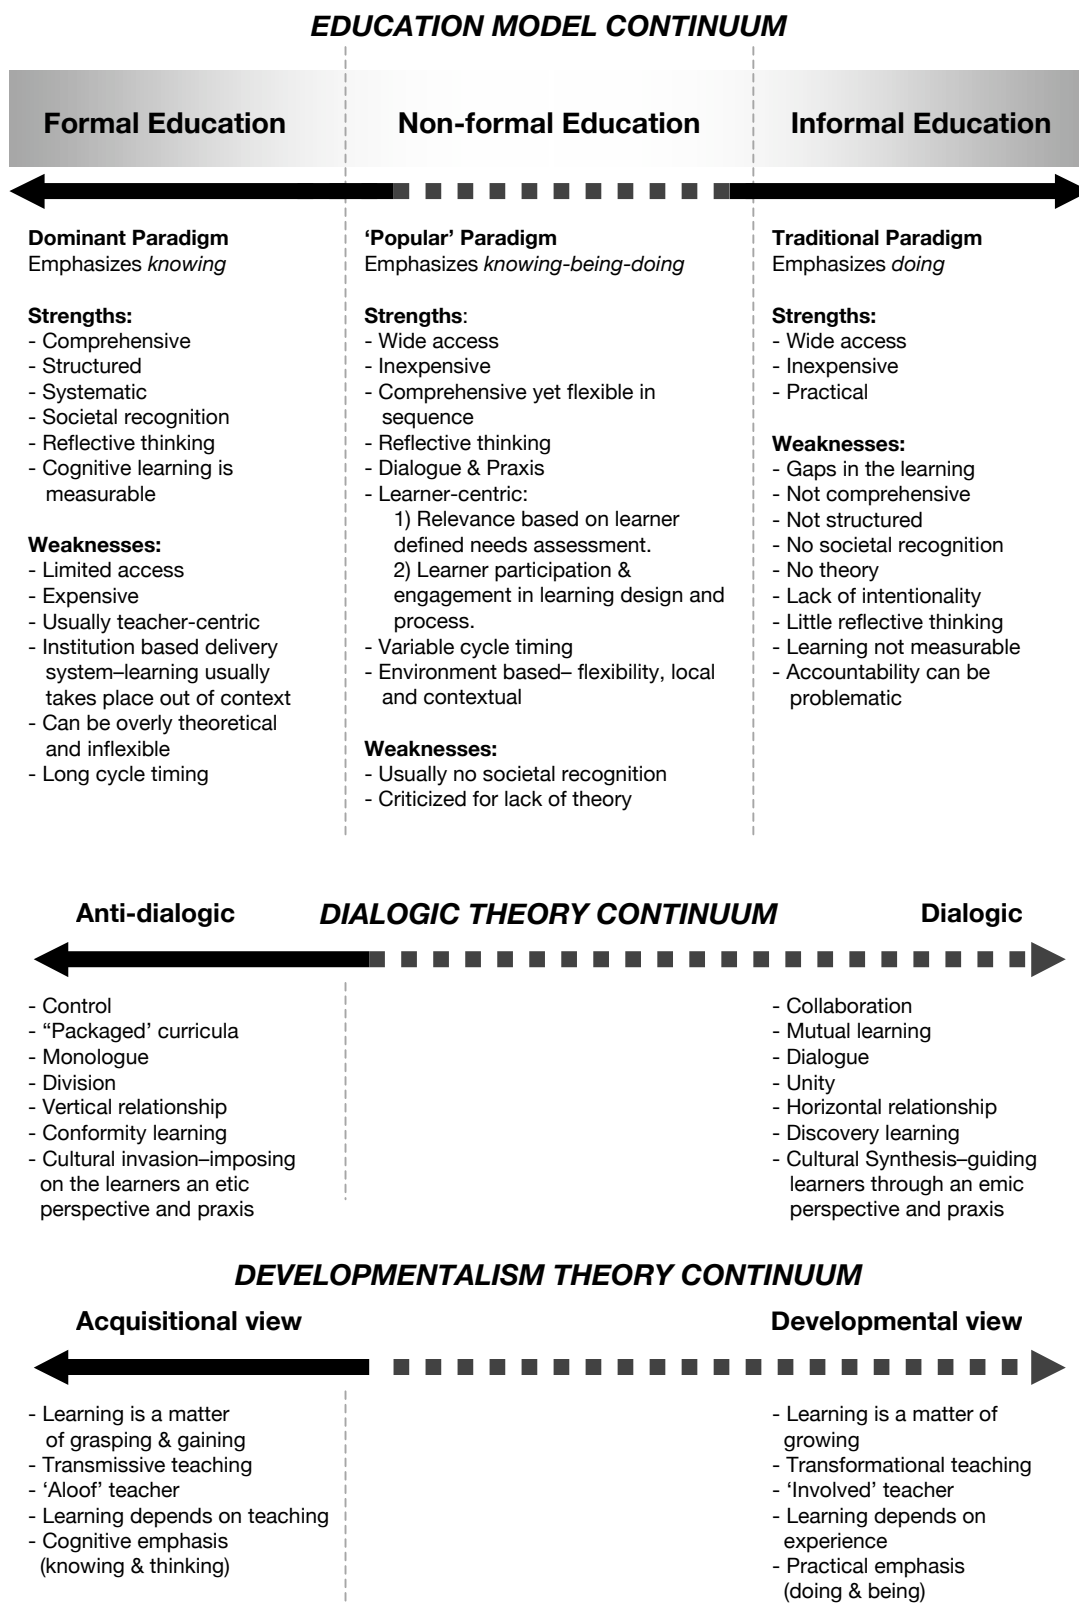 EDUCATION MODEL CONTINUUM
Formal Education
Non-formal Education
Informal Education
Dominant Paradigm
Emphasizes knowing
Strengths:
- Comprehensive
- Structured
- Systematic
- Societal recognition
- Reflective thinking
- Cognitive learning is
measurable
Weaknesses:
- Limited access
- Expensive
- Usually teacher-centric
- Institution based delivery
system–learning usually
takes place out of context
- Can be overly theoretical
and inflexible
- Long cycle timing
‘Popular’ Paradigm
Emphasizes knowing-being-doing
Strengths:
- Wide access
- Inexpensive
- Comprehensive yet flexible in
sequence
- Reflective thinking
- Dialogue & Praxis
- Learner-centric:
1) Relevance based on learner
defined needs assessment.
2) Learner participation &
engagement in learning design and
process.
- Variable cycle timing
- Environment based– flexibility, local
and contextual
Weaknesses:
- Usually no societal recognition
- Criticized for lack of theory
Traditional Paradigm
Emphasizes doing
Strengths:
- Wide access
- Inexpensive
- Practical
Weaknesses:
- Gaps in the learning
- Not comprehensive
- Not structured
- No societal recognition
- No theory
- Lack of intentionality
- Little reflective thinking
- Learning not measurable
- Accountability can be
problematic
Anti-dialogic
DIALOGIC THEORY CONTINUUM
Dialogic
- Control
- “Packaged’ curricula
- Monologue
- Division
- Vertical relationship
- Conformity learning
- Cultural invasion–imposing
on the learners an etic
perspective and praxis
- Collaboration
- Mutual learning
- Dialogue
- Unity
- Horizontal relationship
- Discovery learning
- Cultural Synthesis–guiding
learners through an emic
perspective and praxis
DEVELOPMENTALISM THEORY CONTINUUM
Acquisitional view
Developmental view
- Learning is a matter
of grasping & gaining
- Transmissive teaching
- ‘Aloof’ teacher
- Learning depends on teaching
- Cognitive emphasis
(knowing & thinking)
- Learning is a matter of
growing
- Transformational teaching
- ‘Involved’ teacher
- Learning depends on
experience
- Practical emphasis
(doing & being)